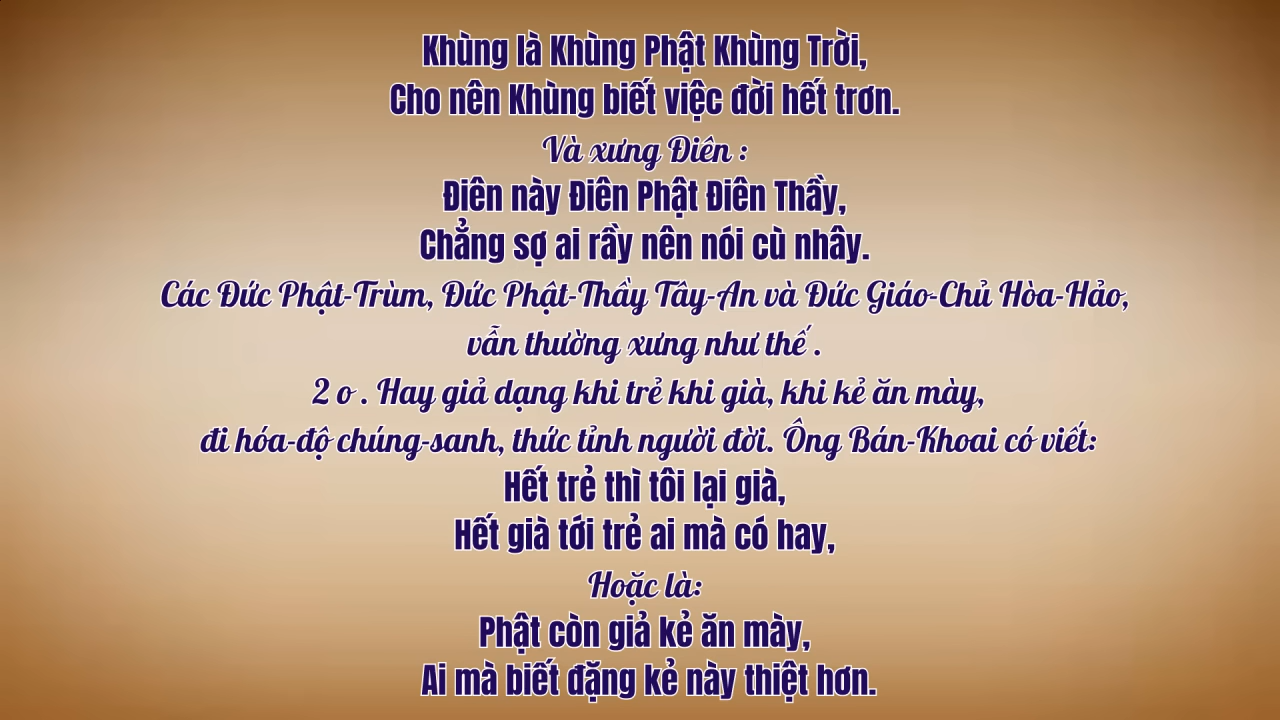 Khùng là Khùng Phật Khùng Trời,
Cho nên Khùng biết việc đời hết trơn.
Và xưng Điên :
Điên này Điên Phật Điên Thầy,
Chẳng sợ ai rầy nên nói cù nhây.
Các Đức Phật-Trùm, Đức Phật-Thầy Tây-An và Đức Giáo-Chủ Hòa-Hảo,
vẫn thường xưng như thế .
2 o . Hay giả dạng khi trẻ khi già, khi kẻ ăn mày,
đi hóa-độ chúng-sanh, thức tỉnh người đời. Ông Bán-Khoai có viết:
Hết trẻ thì tôi lại già,
Hết già tới trẻ ai mà có hay,
Hoặc là:
Phật còn giả kẻ ăn mày,
Ai mà biết đặng kẻ này thiệt hơn.